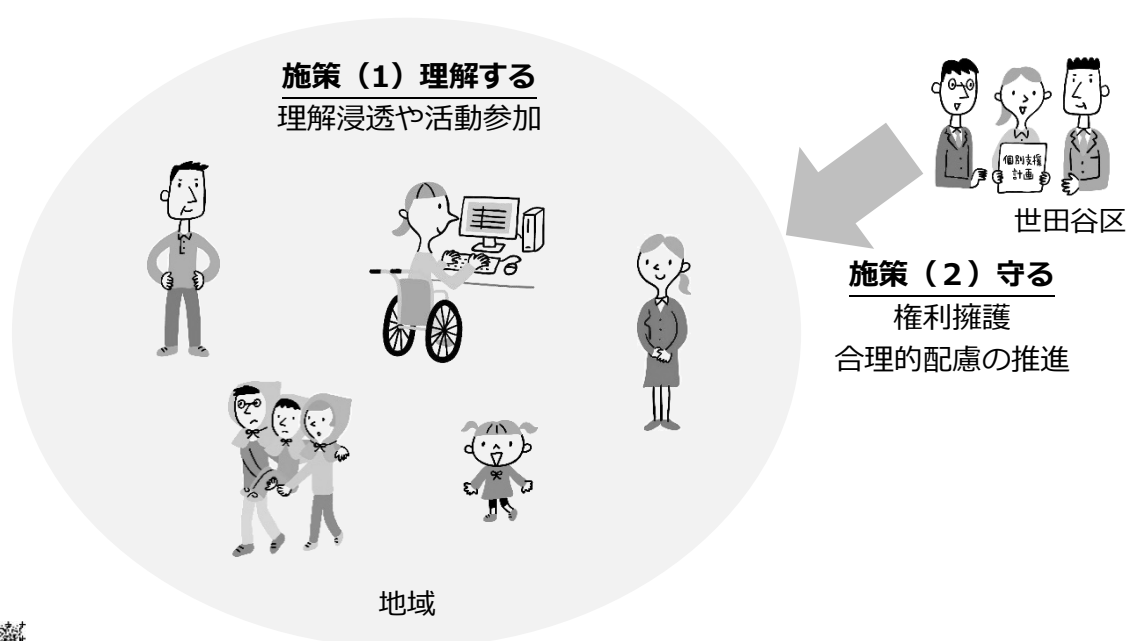 施策（1）理解する
理解浸透や活動参加
個別支援
計画
世田谷区
施策（２）守る
権利擁護
合理的配慮の推進
地域